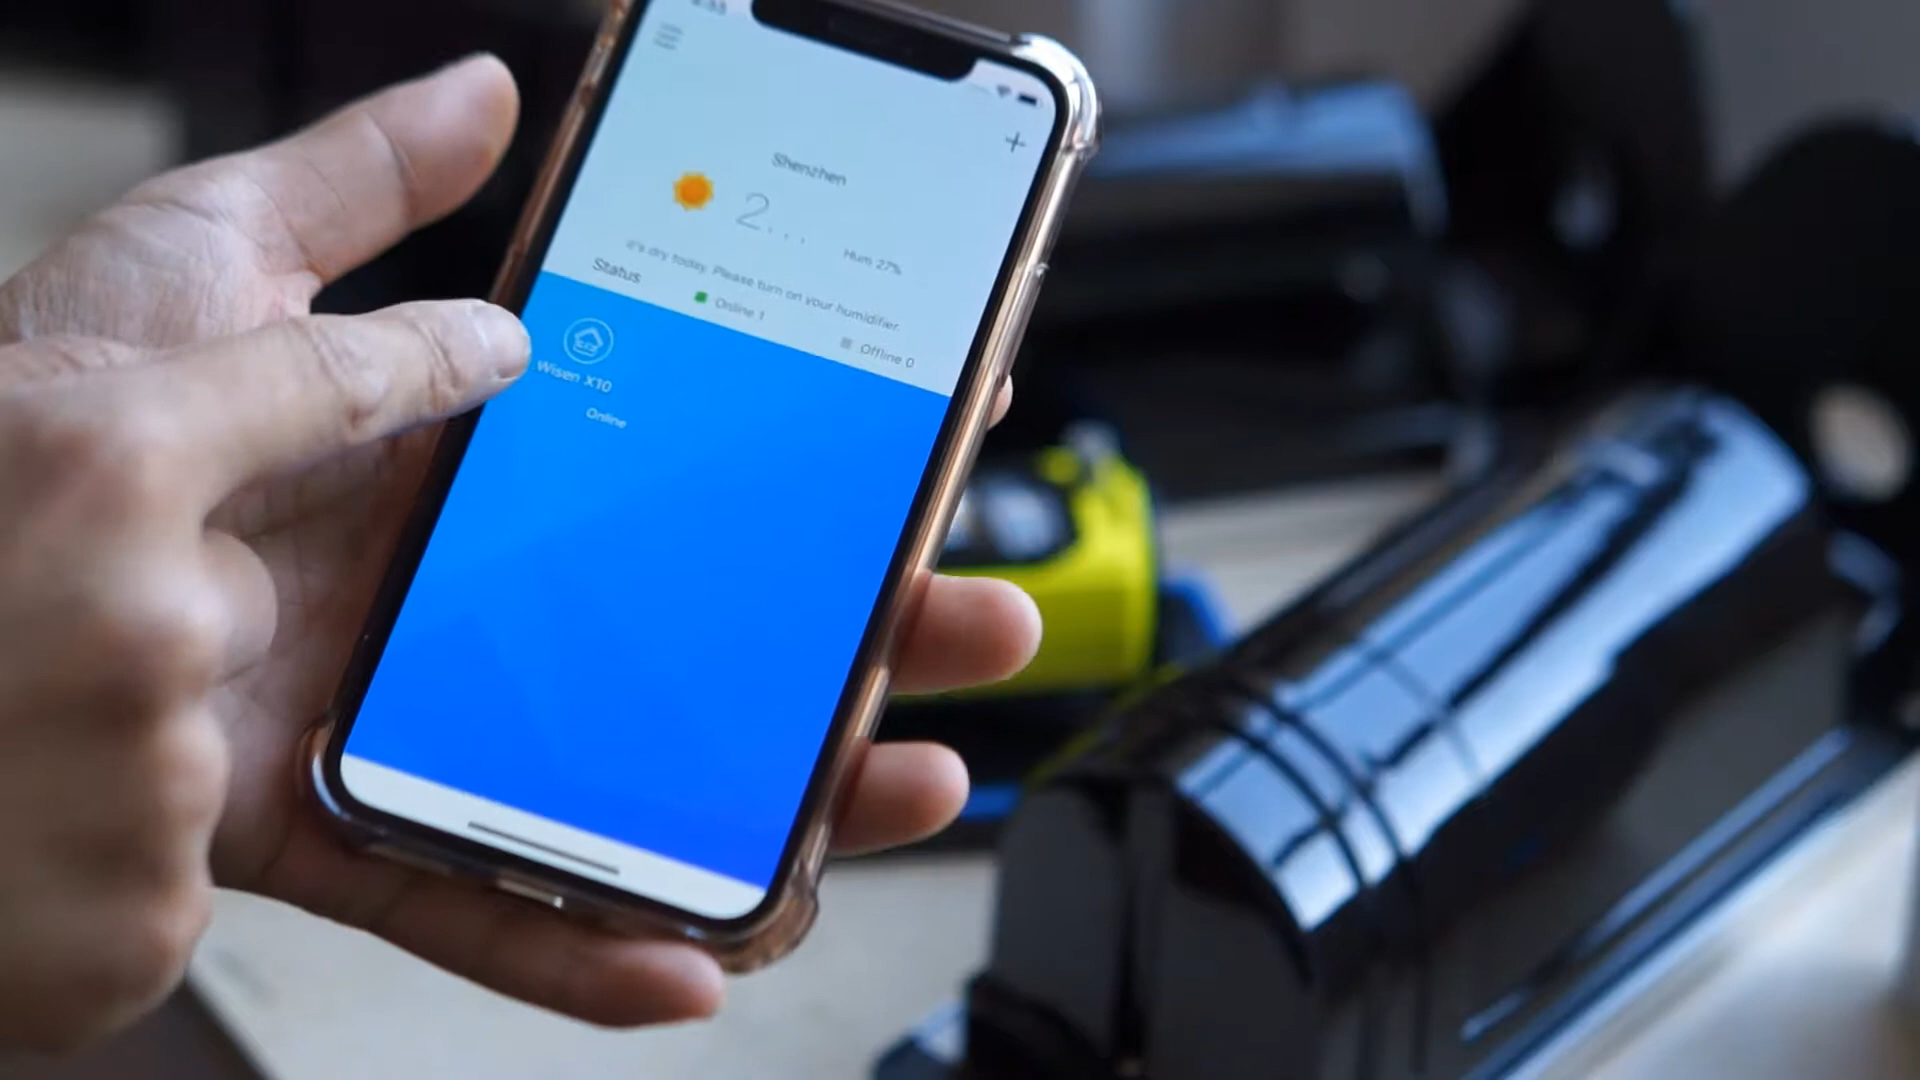 Shenzhen
2...
Hum 27%
it's dry today. Please turn on your humidifier.
Status
Online 1
Offline 0
Wisen X10
Online